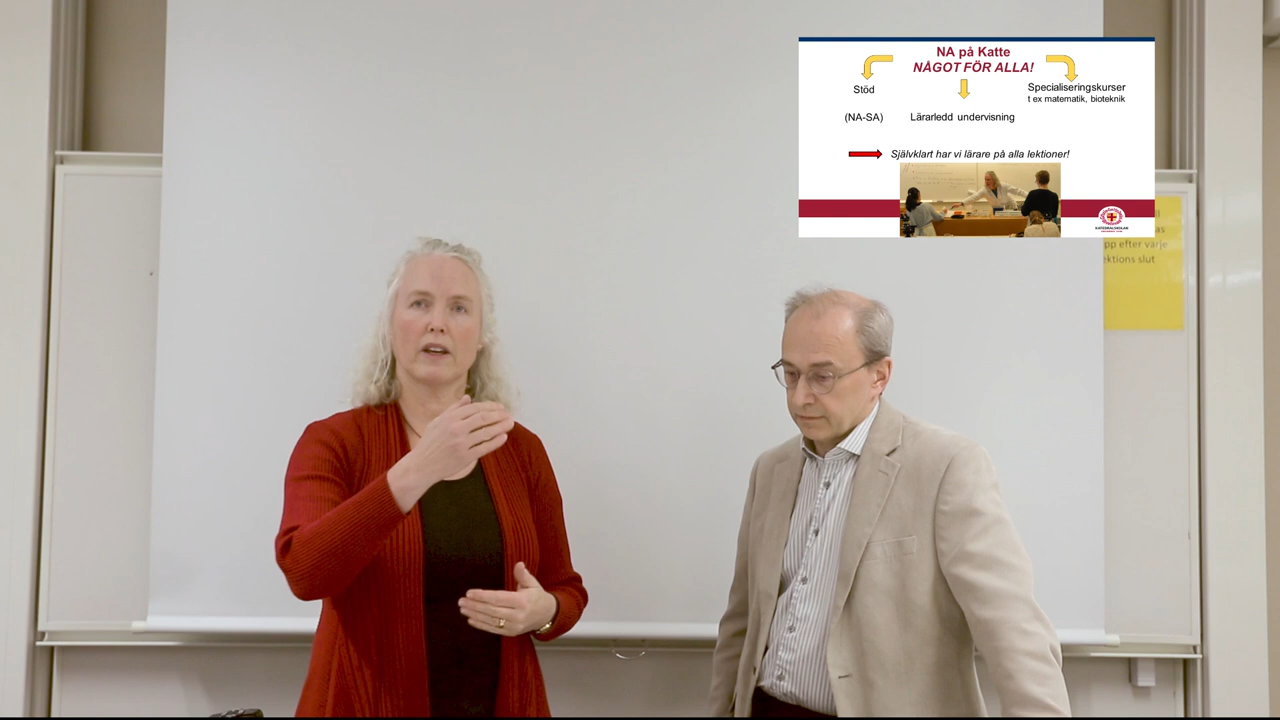 NA på Katte
NÅGOT FÖR ALLA!
Stöd
Specialiseringskurser
t ex matematik, bioteknik
(NA-SA)
Lärarledd undervisning
Självklart har vi lärare på alla lektioner!
KATEDRALSKOLAN
pp efter varje
ektions slut